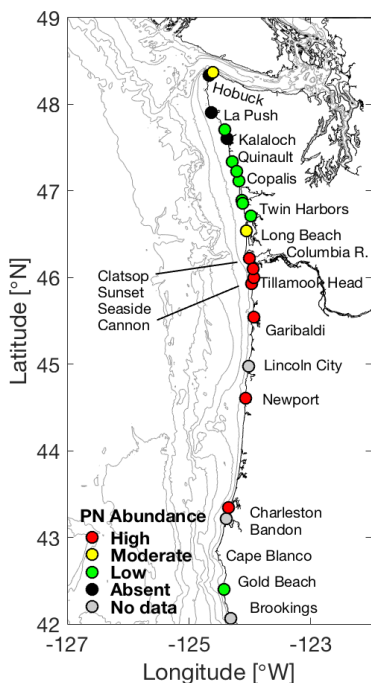 49
48
47
46
45
44
43
42
Latitude [°N]
Hobuck
La Push
Kalaloch
Quinault
Copalis
Twin Harbors
Long Beach
Columbia R.
Clatsop
Sunset
Seaside
Cannon
Tillamook Head
Garibaldi
Lincoln City
Newport
Charleston
Bandon
Cape Blanco
Gold Beach
Brookings
PN Abundance
High
Moderate
Low
Absent
No data
-127 -125 -123
Longitude [°W]